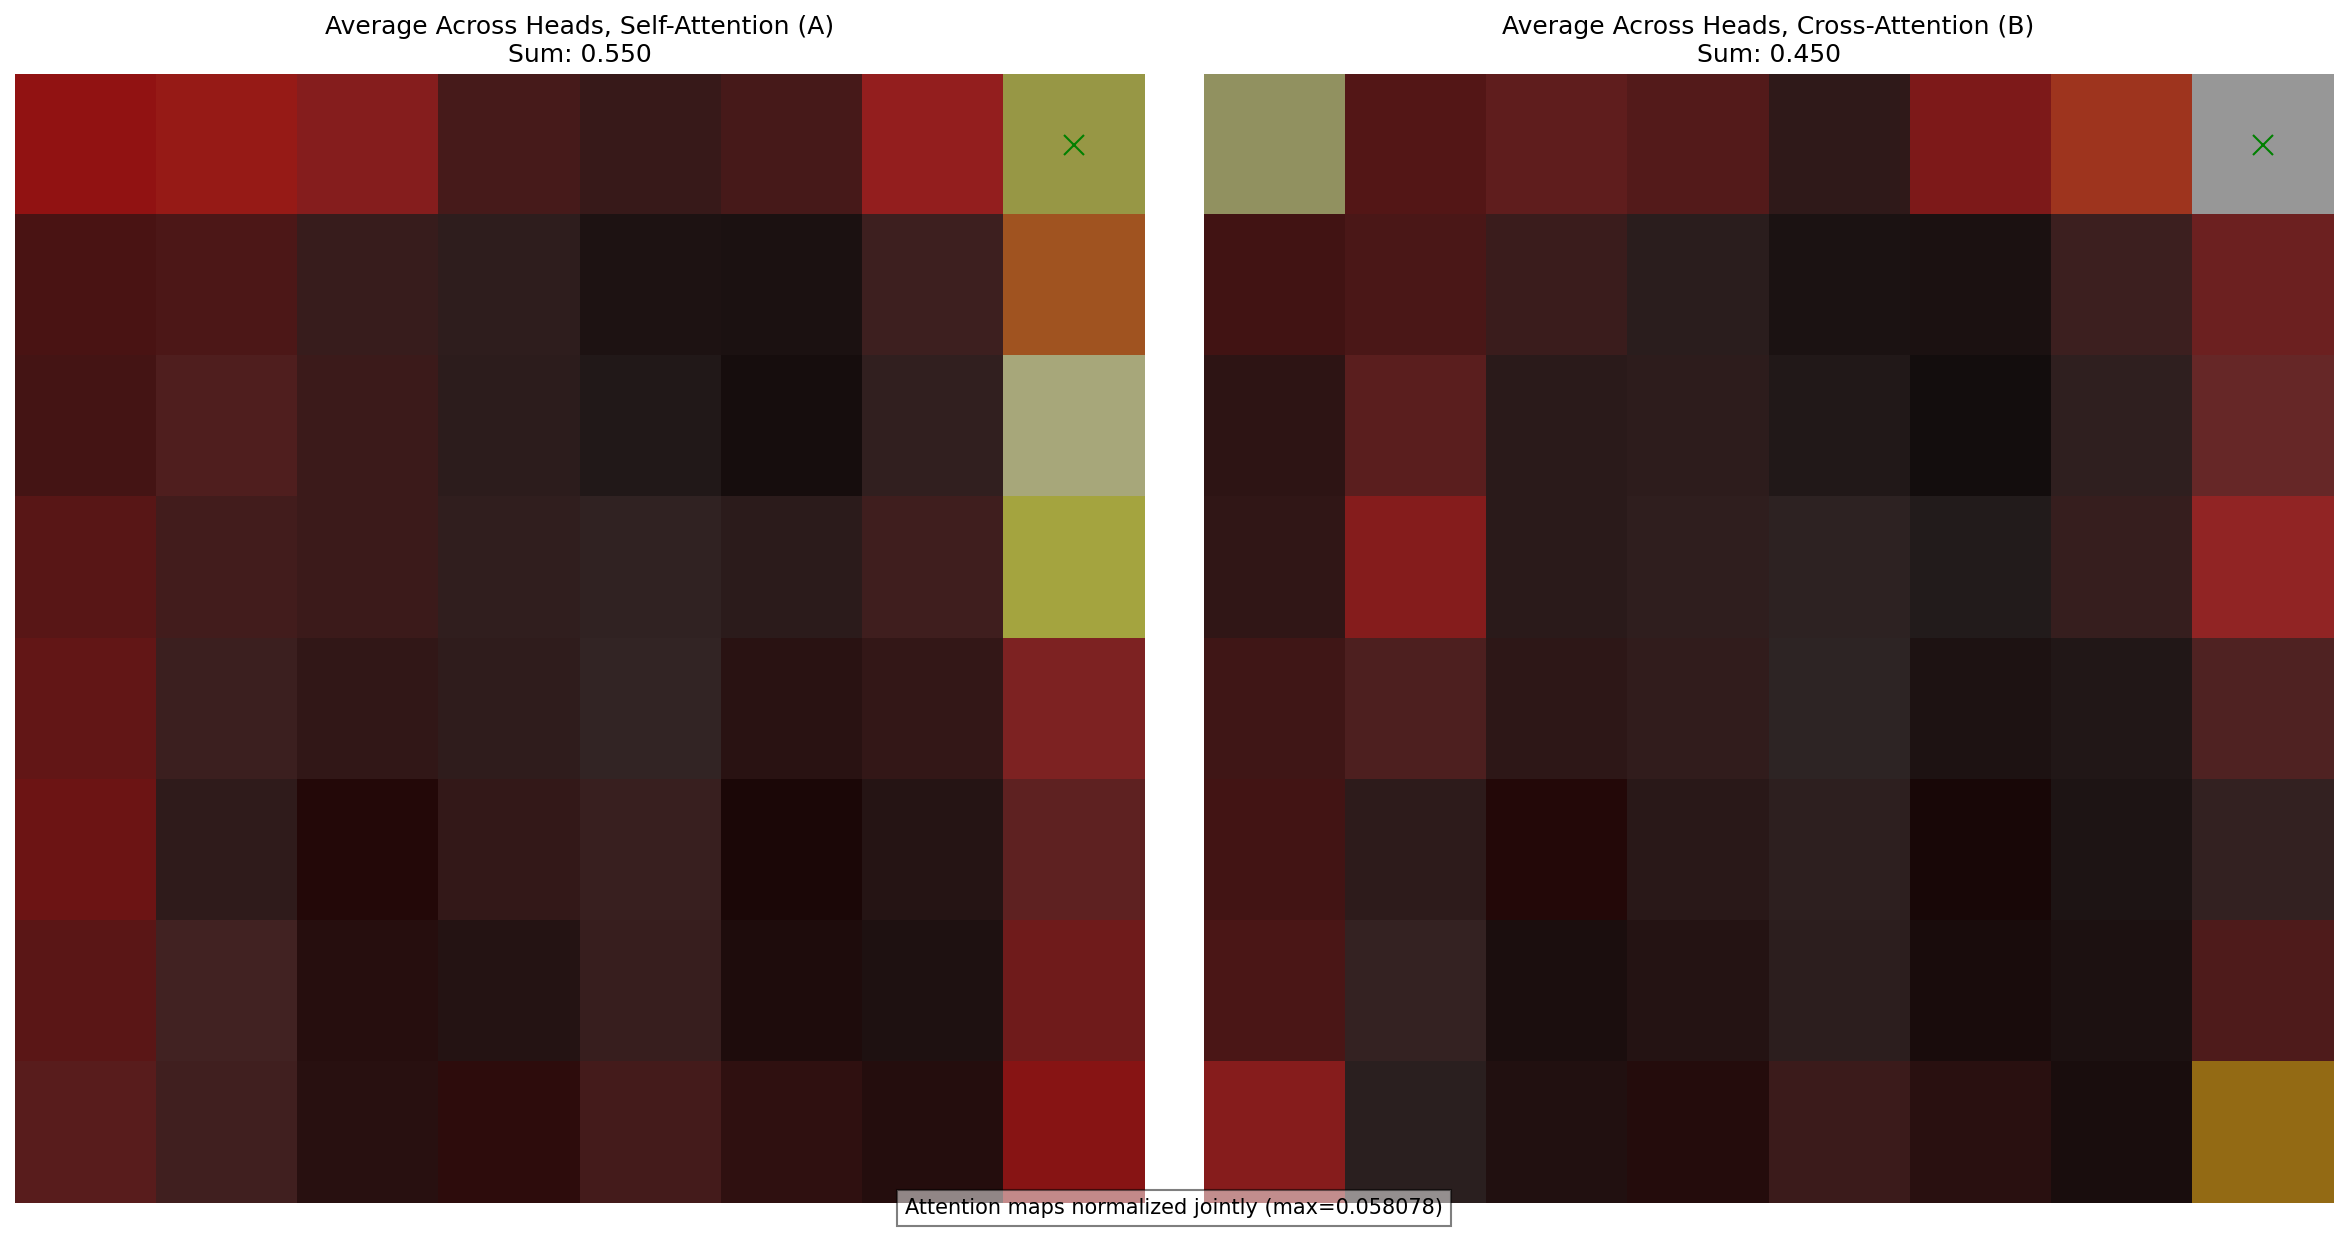 Average Across Heads, Self-Attention (A)
Sum: 0.550
Average Across Heads, Cross-Attention (B)
Sum: 0.450
Attention maps normalized jointly (max=0.058078)